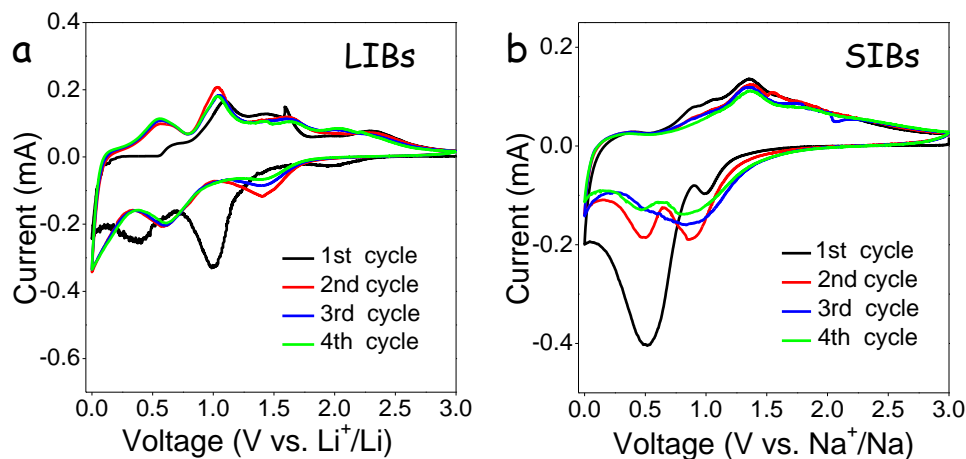 a
LIBs
Current (mA)
0.4
0.2
0.0
-0.2
-0.4
-0.6
1st cycle
2nd cycle
3rd cycle
4th cycle
0.0 0.5 1.0 1.5 2.0 2.5 3.0
Voltage (V vs. Li⁺/Li)
b
SIBs
Current (mA)
0.2
0.0
-0.2
-0.4
1st cycle
2nd cycle
3rd cycle
4th cycle
0.0 0.5 1.0 1.5 2.0 2.5 3.0
Voltage (V vs. Na⁺/Na)